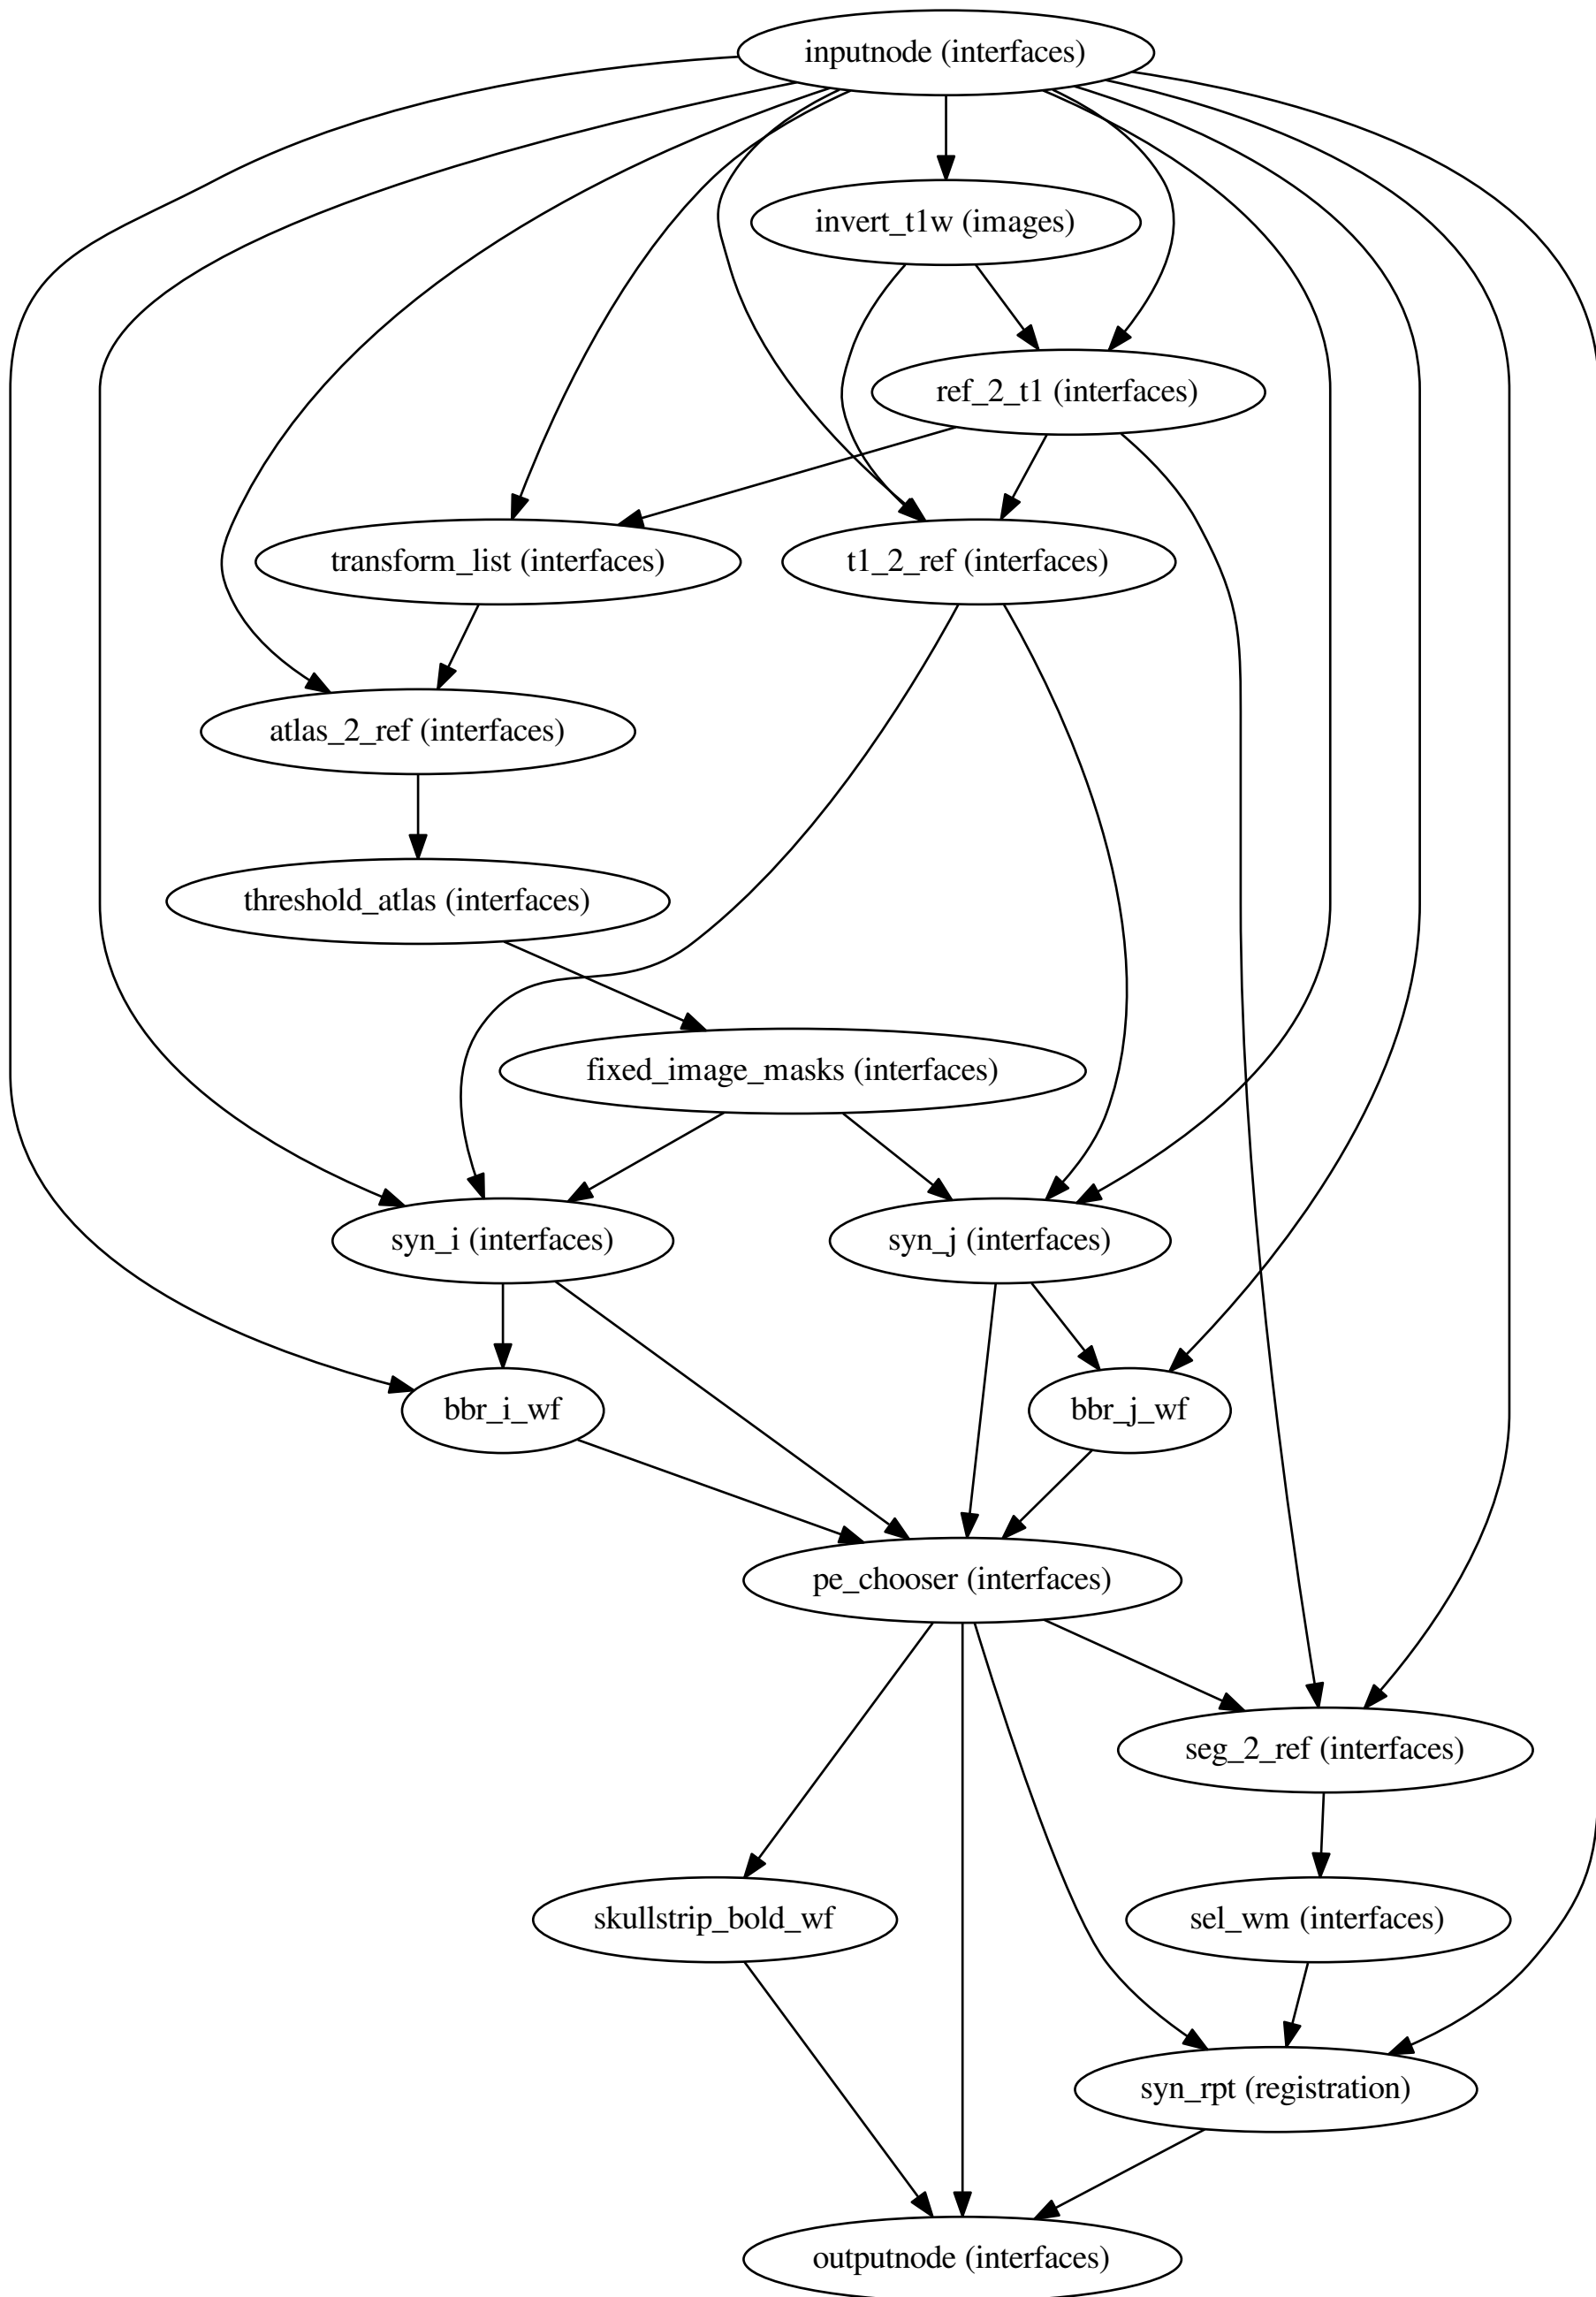 inputnode (interfaces)
invert_t1w (images)
ref_2_t1 (interfaces)
transform_list (interfaces)
t1_2_ref (interfaces)
atlas_2_ref (interfaces)
threshold_atlas (interfaces)
fixed_image_masks (interfaces)
syn_i (interfaces)
syn_j (interfaces)
bbr_i_wf
bbr_j_wf
pe_chooser (interfaces)
seg_2_ref (interfaces)
skullstrip_bold_wf
sel_wm (interfaces)
syn_rpt (registration)
outputnode (interfaces)